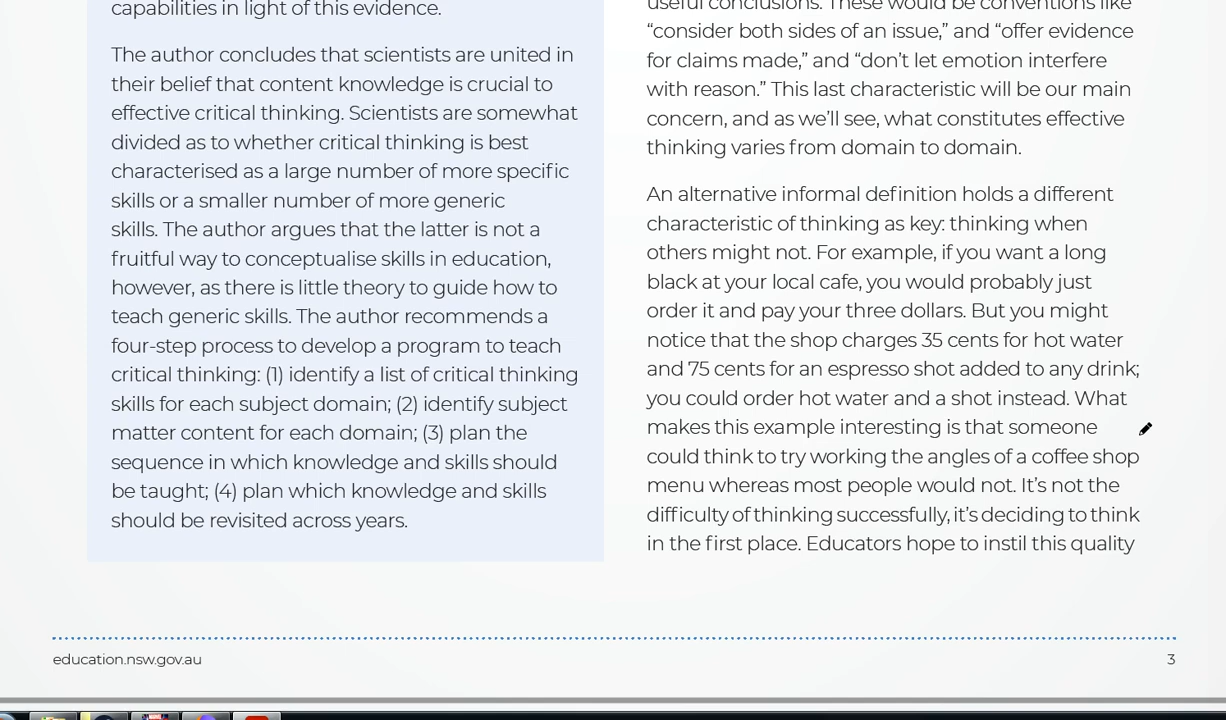 capabilities in light of this evidence.
The author concludes that scientists are united in
their belief that content knowledge is crucial to
effective critical thinking. Scientists are somewhat
divided as to whether critical thinking is best
characterised as a large number of more specific
skills or a smaller number of more generic
skills. The author argues that the latter is not a
fruitful way to conceptualise skills in education,
however, as there is little theory to guide how to
teach generic skills. The author recommends a
four-step process to develop a program to teach
critical thinking: (1) identify a list of critical thinking
skills for each subject domain; (2) identify subject
matter content for each domain; (3) plan the
sequence in which knowledge and skills should
be taught; (4) plan which knowledge and skills
should be revisited across years.
useful conclusions. These would be conventions like
“consider both sides of an issue,” and “offer evidence
for claims made,” and “don’t let emotion interfere
with reason.” This last characteristic will be our main
concern, and as we’ll see, what constitutes effective
thinking varies from domain to domain.
An alternative informal definition holds a different
characteristic of thinking as key: thinking when
others might not. For example, if you want a long
black at your local cafe, you would probably just
order it and pay your three dollars. But you might
notice that the shop charges 35 cents for hot water
and 75 cents for an espresso shot added to any drink;
you could order hot water and a shot instead. What
makes this example interesting is that someone
could think to try working the angles of a coffee shop
menu whereas most people would not. It’s not the
difficulty of thinking successfully, it’s deciding to think
in the first place. Educators hope to instil this quality
education.nsw.gov.au
3